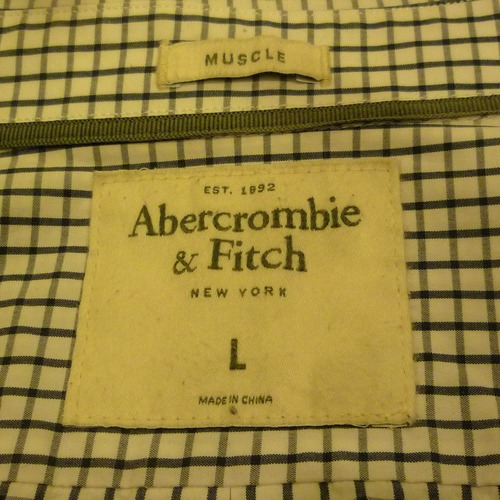 MUSCLE
EST. 1892
Abercrombie
& Fitch
NEW YORK
L
MADE IN CHINA